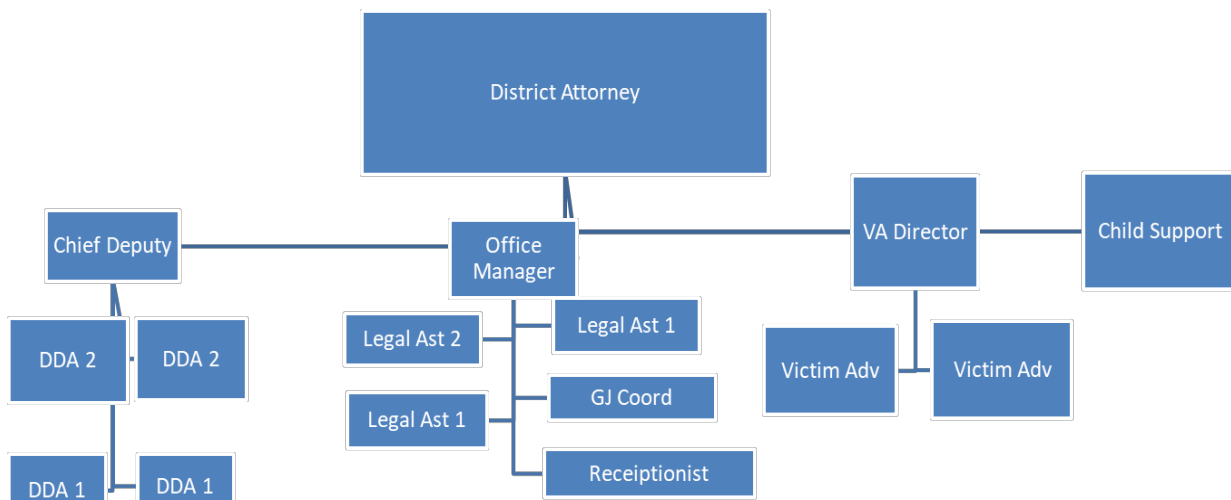 District Attorney
Chief Deputy
Office
Manager
VA Director
Child Support
Legal Ast 2
Legal Ast 1
DDA 2
DDA 2
Victim Adv
Victim Adv
GJ Coord
Legal Ast 1
Receiptionist
DDA 1
DDA 1